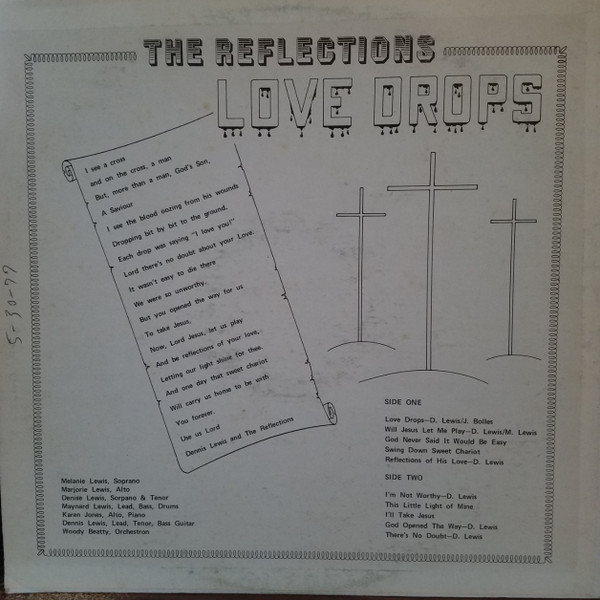 THE REFLECTIONS
LOVE DROPS
I see a cross
and on the cross, a man
But, more than a man, God's Son,
A Saviour
I see the blood oozing from his wounds
Dropping bit by bit to the ground,
Each drop was saying "I love you!"
Lord there's no doubt about your Love.
It wasn't easy to die there
We were so unworthy,
But you opened the way for us
To take Jesus,
Now, Lord Jesus, let us play
And be reflections of your love,
Letting our light shine for thee.
And one day that sweet chariot
Will carry us home to be with
You forever.
Use us Lord
Dennis Lewis and The Reflections
5-30-77
SIDE ONE
Love Drops—D. Lewis/J. Bolles
Will Jesus Let Me Play—D. Lewis/M. Lewis
God Never Said It Would Be Easy
Swing Down Sweet Chariot
Reflections of His Love—D. Lewis
SIDE TWO
I'm Not Worthy—D. Lewis
This Little Light of Mine
I'll Take Jesus
God Opened The Way—D. Lewis
There's No Doubt—D. Lewis
Melanie Lewis, Soprano
Marjorie Lewis, Alto
Denise Lewis, Sorpano & Tenor
Maynard Lewis, Lead, Bass, Drums
Karen Jones, Alto, Piano
Dennis Lewis, Lead, Tenor, Bass Guitar
Woody Beatty, Orchestron